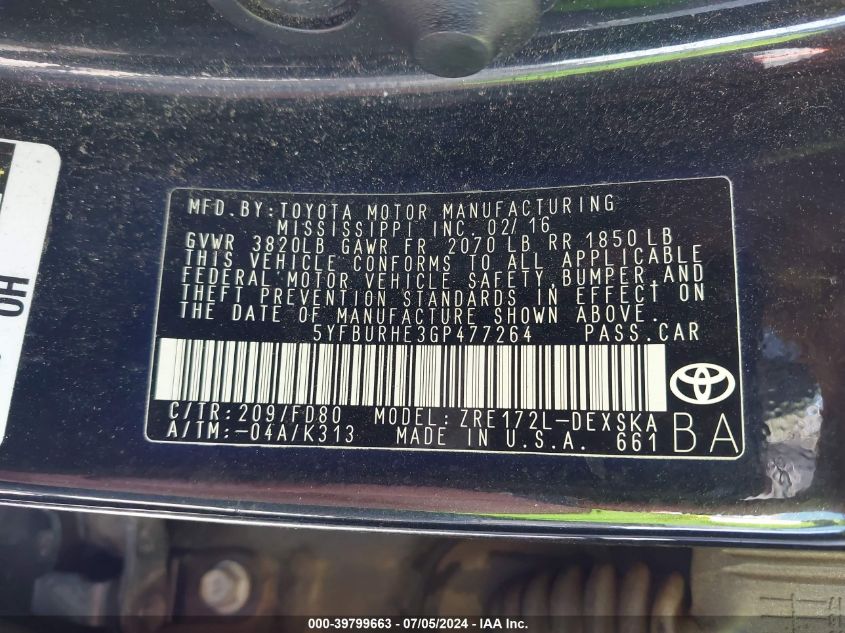 MFD. BY: TOYOTA MOTOR MANUFACTURING
MISSISSIPPI INC. 02/16
GVWR 3820LB GAWR FR 2070 LB RR 1850 LB
THIS VEHICLE CONFORMS TO ALL APPLICABLE
FEDERAL MOTOR VEHICLE SAFETY, BUMPER, AND
THEFT PREVENTION STANDARDS IN EFFECT ON
THE DATE OF MANUFACTURE SHOWN ABOVE.
5YFBURHE3GP477264 PASS. CAR
C/TR: 209/FD80 MODEL: ZRE172L-DEXSKA
A/TM: -04A/K313 MADE IN U.S.A. 661 BA
OH
000-39799663 - 07/05/2024 - IAA Inc.